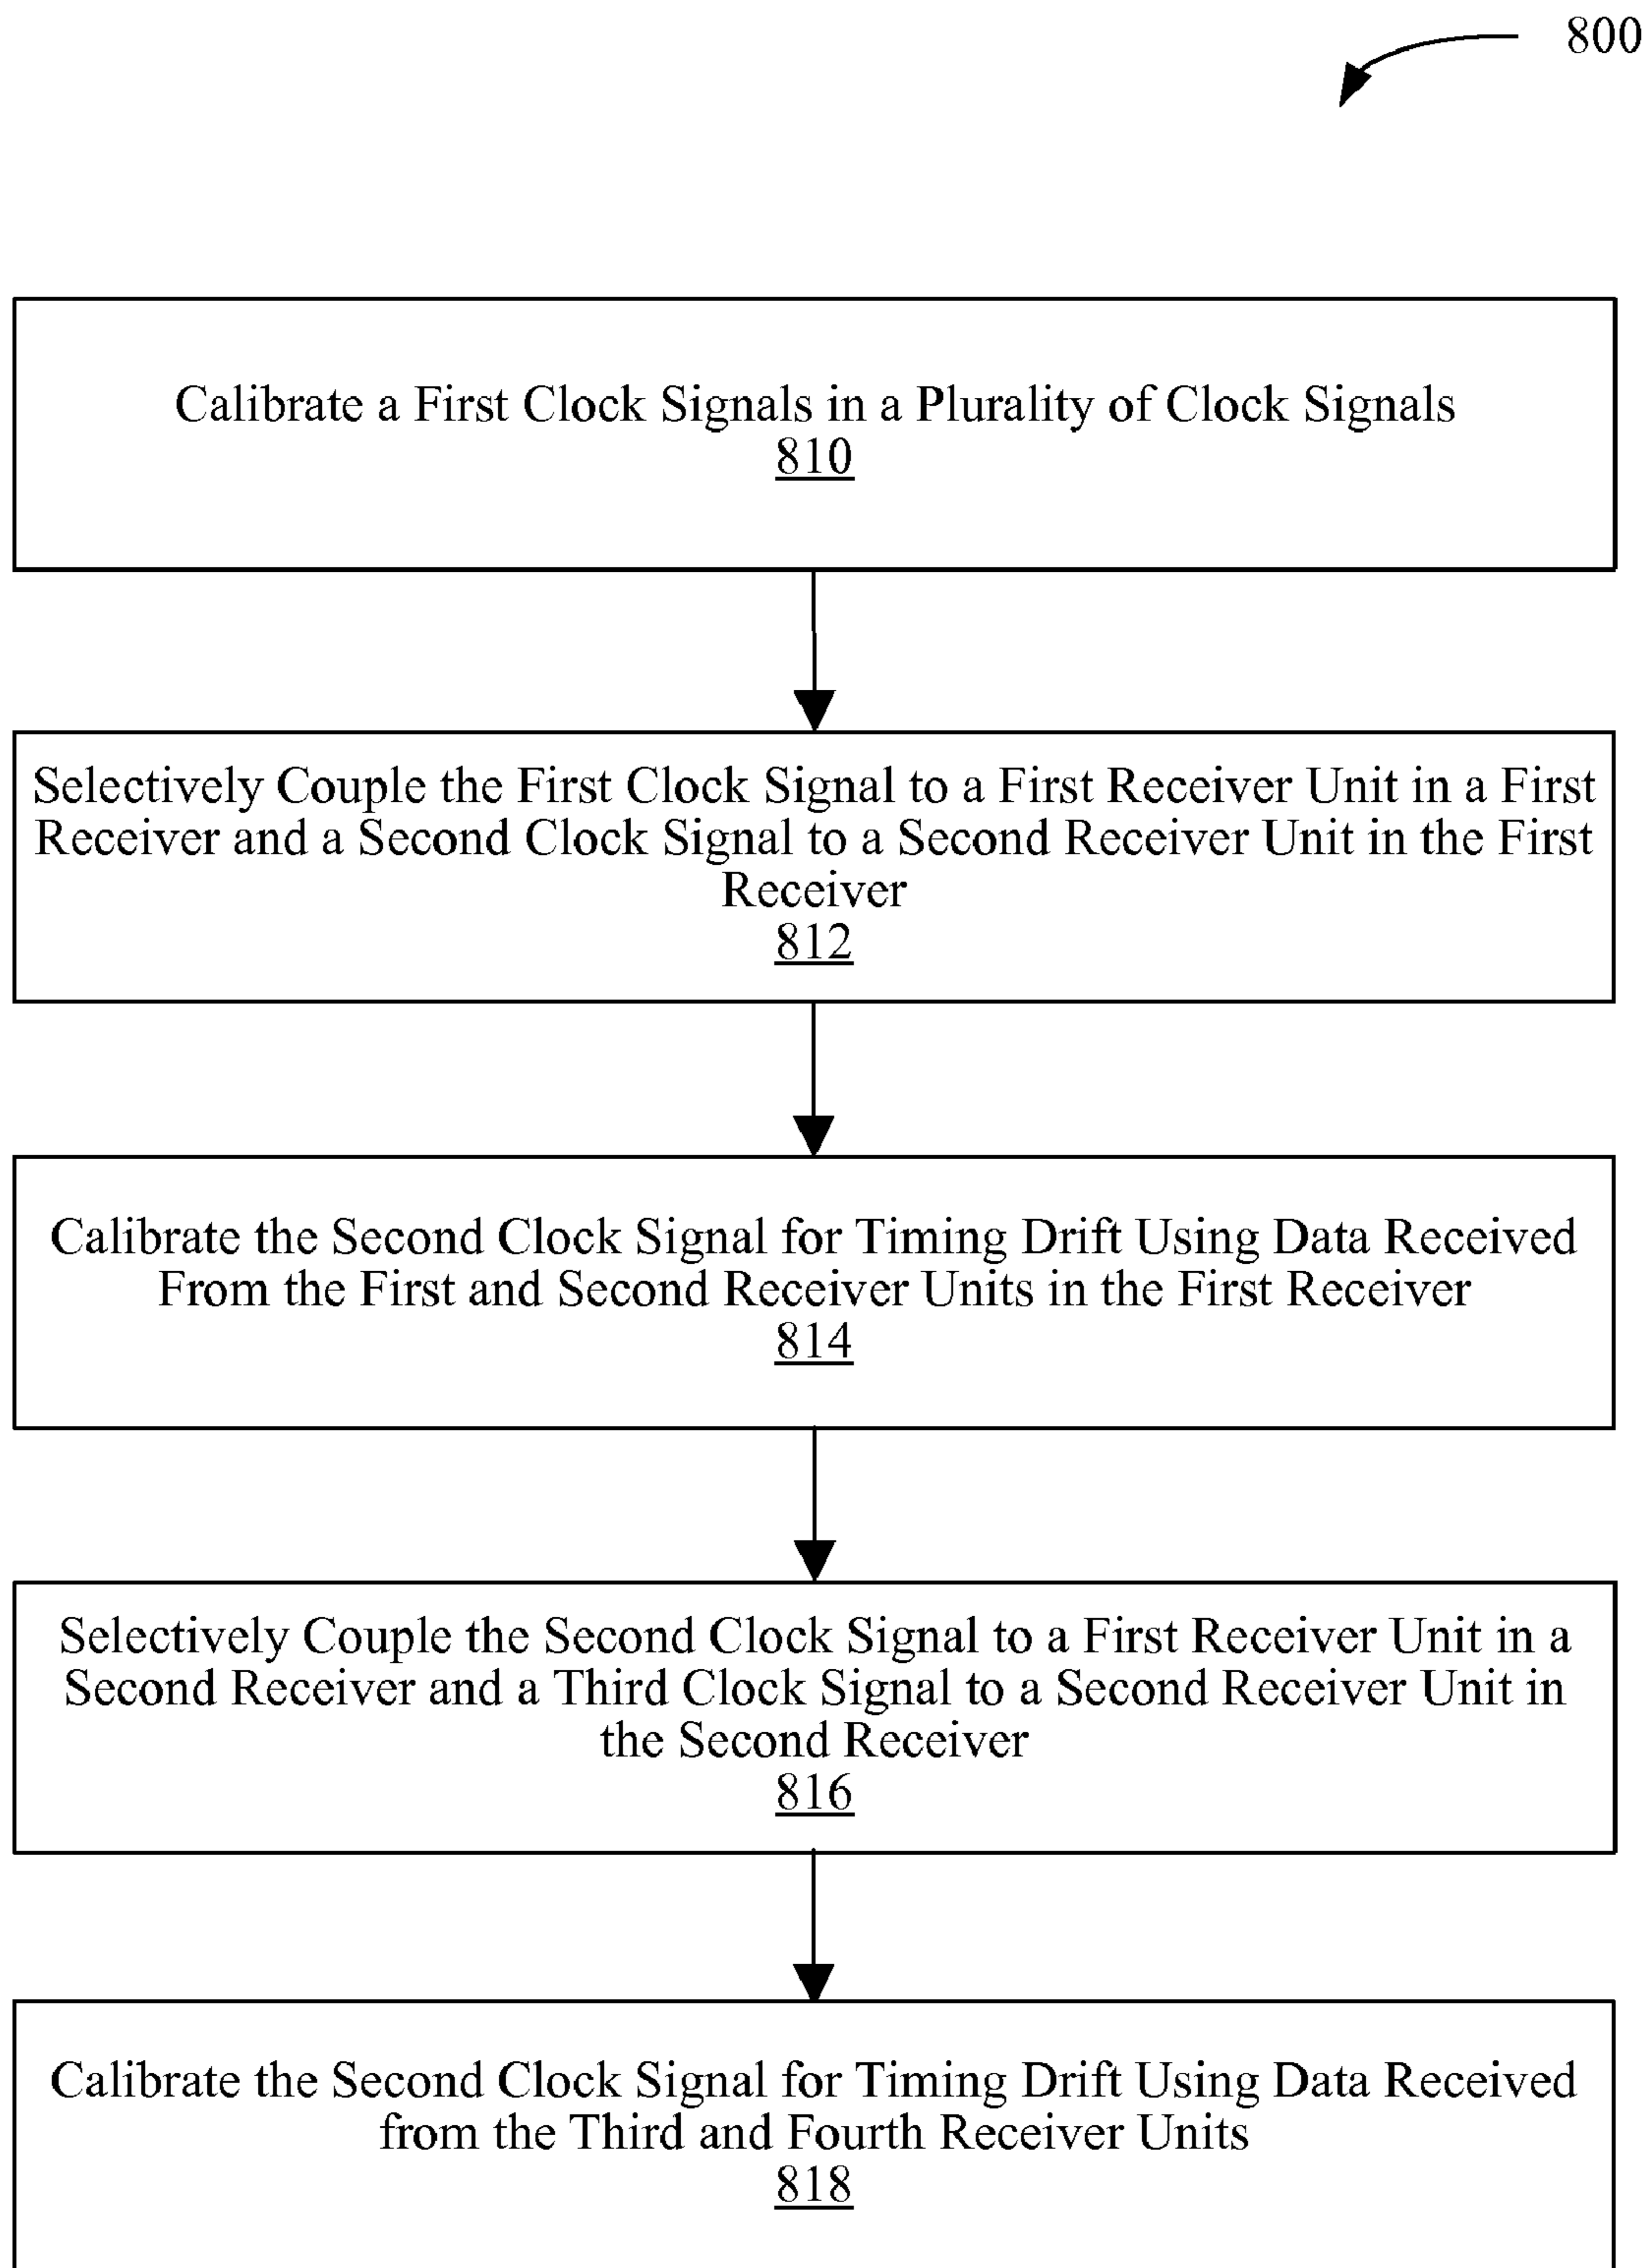 800
Calibrate a First Clock Signals in a Plurality of Clock Signals
810
Selectively Couple the First Clock Signal to a First Receiver Unit in a First
Receiver and a Second Clock Signal to a Second Receiver Unit in the First
Receiver
812
Calibrate the Second Clock Signal for Timing Drift Using Data Received
From the First and Second Receiver Units in the First Receiver
814
Selectively Couple the Second Clock Signal to a First Receiver Unit in a
Second Receiver and a Third Clock Signal to a Second Receiver Unit in
the Second Receiver
816
Calibrate the Second Clock Signal for Timing Drift Using Data Received
from the Third and Fourth Receiver Units
818